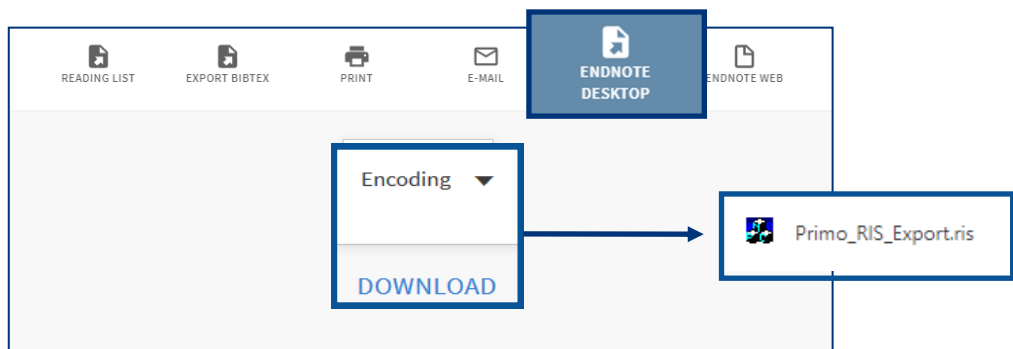 READING LIST
EXPORT BIBTEX
PRINT
E-MAIL
ENDNOTE
DESKTOP
ENDNOTE WEB
Encoding
DOWNLOAD
Primo_RIS_Export.ris